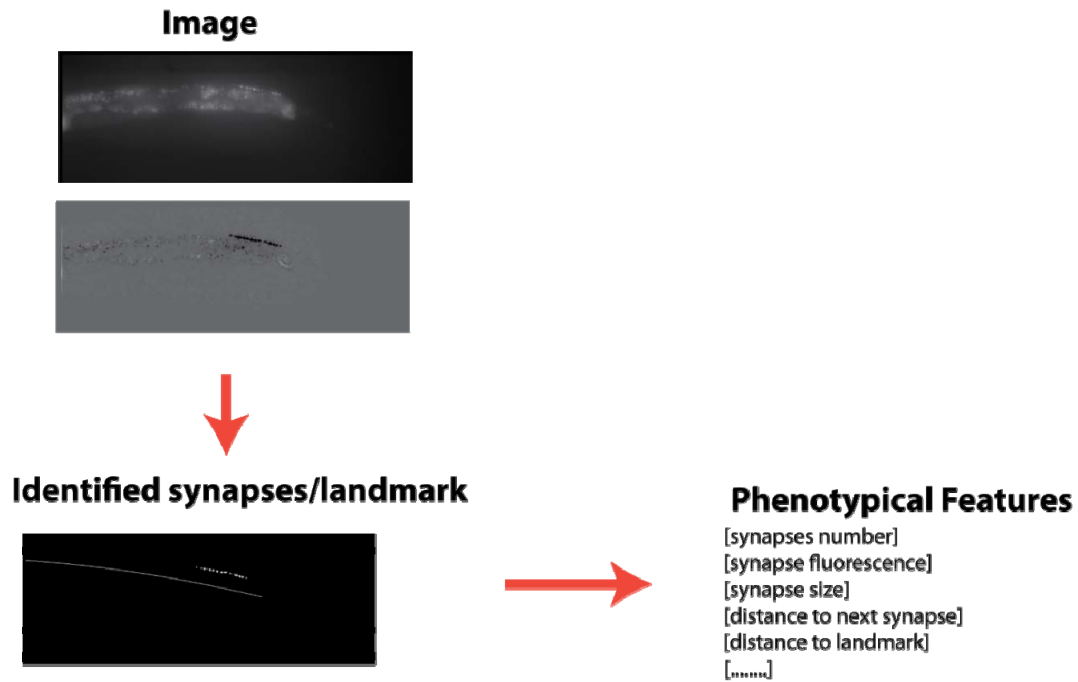 Image
Identified synapses/landmark
Phenotypical Features
[synapses number]
[synapse fluorescence]
[synapse size]
[distance to next synapse]
[distance to landmark]
[........]